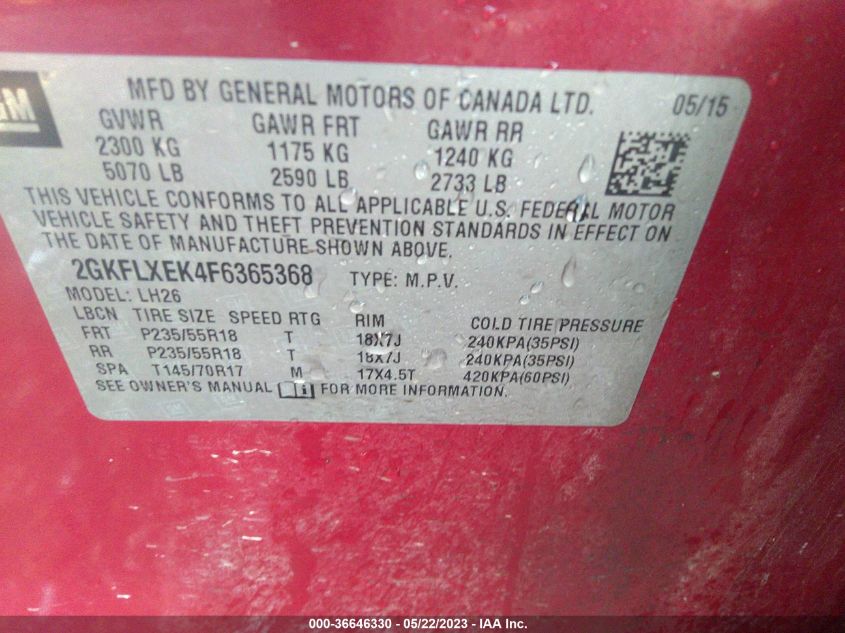 GM
MFD BY GENERAL MOTORS OF CANADA LTD. 05/15
GVWR GAWR FRT GAWR RR
2300 KG 1175 KG 1240 KG
5070 LB 2590 LB 2733 LB
THIS VEHICLE CONFORMS TO ALL APPLICABLE U.S. FEDERAL MOTOR
VEHICLE SAFETY AND THEFT PREVENTION STANDARDS IN EFFECT ON
THE DATE OF MANUFACTURE SHOWN ABOVE.
2GKFLXEK4F6365368 TYPE: M.P.V.
MODEL: LH26
LBCN TIRE SIZE SPEED RTG RIM COLD TIRE PRESSURE
FRT P235/55R18 T 18X7J 240KPA(35PSI)
RR P235/55R18 T 18X7J 240KPA(35PSI)
SPA T145/70R17 M 17X4.5T 420KPA(60PSI)
SEE OWNER'S MANUAL FOR MORE INFORMATION.
000-36646330 - 05/22/2023 - IAA Inc.